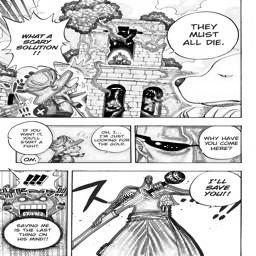 THEY
MUST
ALL DIE.
WHAT A
SCARY
SOLUTION
!!
WHY HAVE
YOU COME
HERE?
OH, I...
I'M JUST
LOOKING FOR
THE GOLD.
IF YOU
WANT IT,
YOU'LL
START A
FIGHT.
OH.
I'LL
SAVE
YOU!!
!!!
SAVING ME
IS THE LAST
THING ON
HIS MIND!!